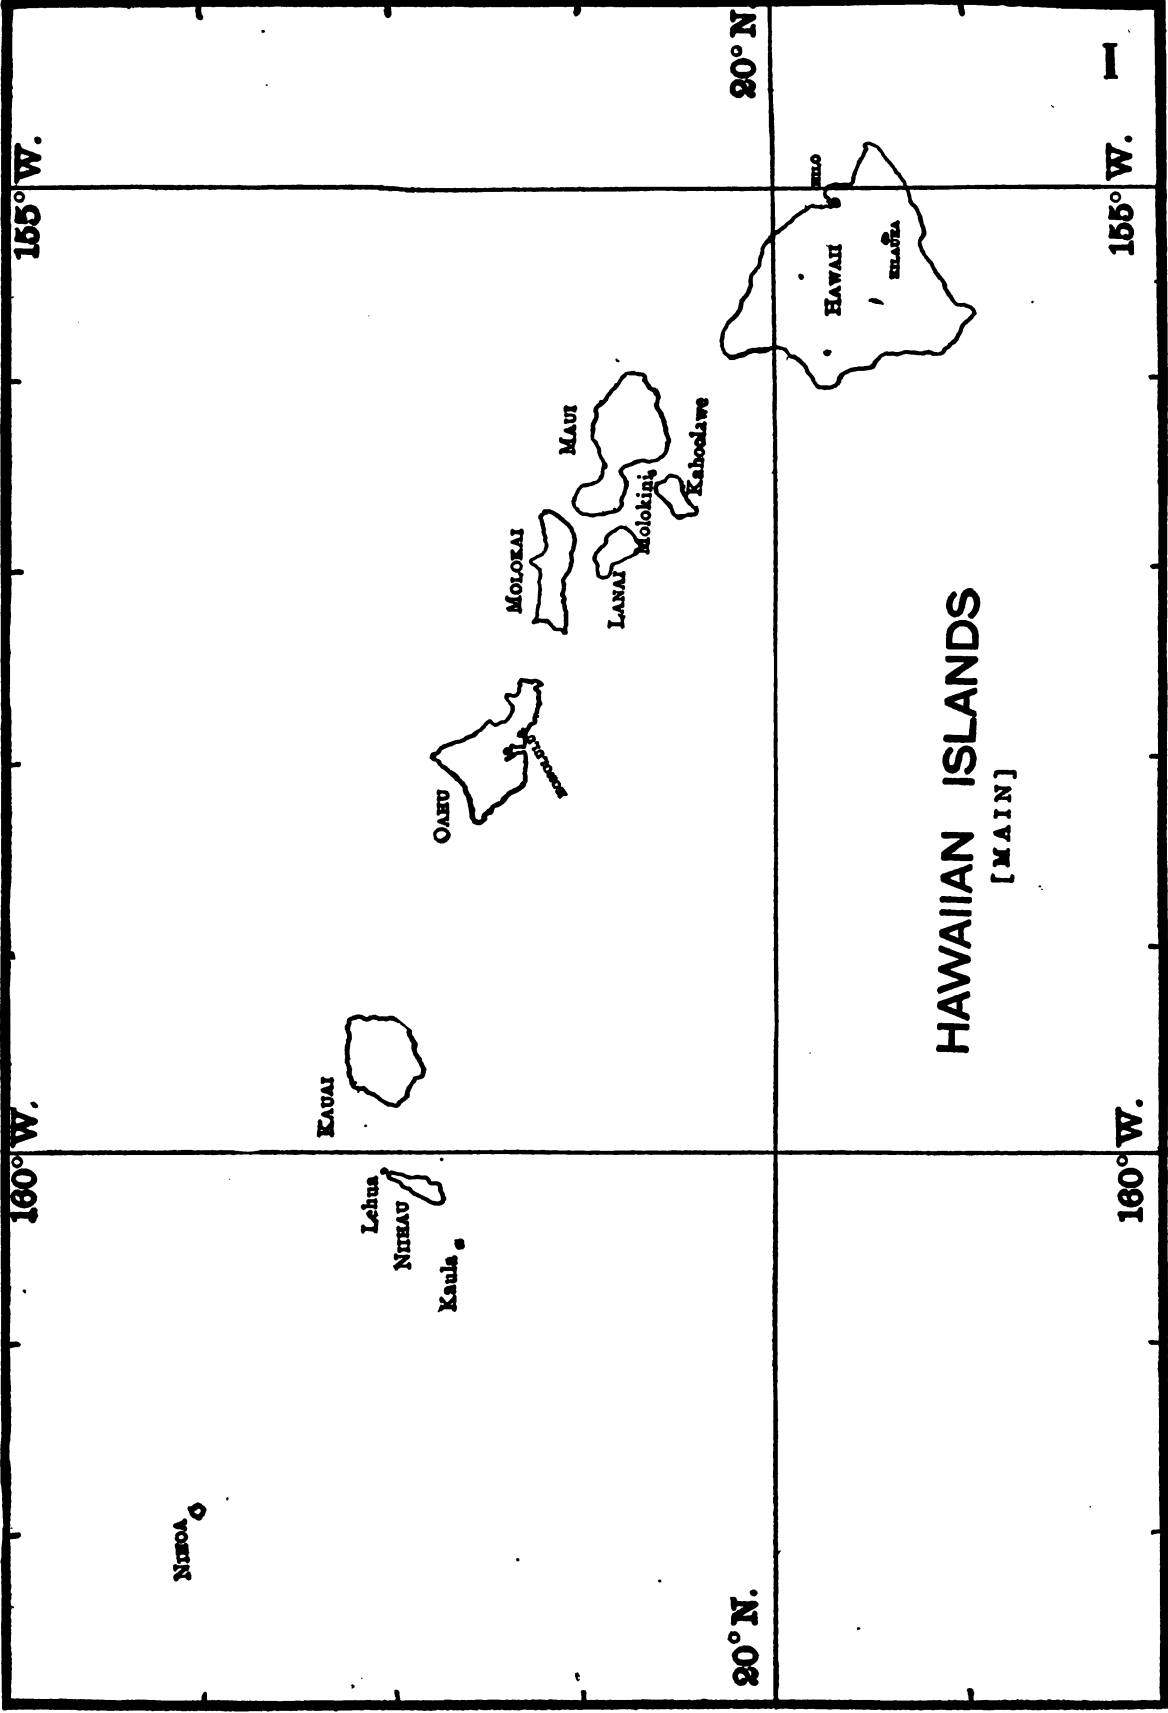 160° W.
155° W.
NIHOA
KAUAI
Lehua
NIIHAU
OAHU
Kaula
MOLOKAI
HONOLULU
MAUI
LANAI
Molokini
Kahoolawe
20° N.
20° N.
HILO
HAWAII
KILAUEA
HAWAIIAN ISLANDS
[MAIN]
160° W.
155° W.
I